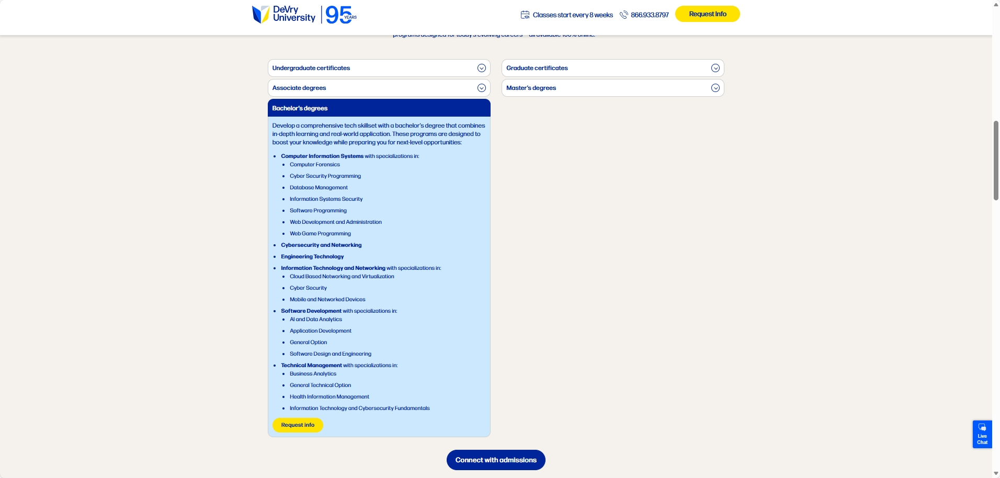 DeVry
University
95
YEARS
Classes start every 8 weeks
866.933.8797
Request Info
programs designed for today's evolving careers – all available 100% online.
Undergraduate certificates
Graduate certificates
Associate degrees
Master's degrees
Bachelor's degrees
Develop a comprehensive tech skillset with a bachelor's degree that combines
in-depth learning and real-world application. These programs are designed to
boost your knowledge while preparing you for next-level opportunities:
Computer Information Systems with specializations in:
Computer Forensics
Cyber Security Programming
Database Management
Information Systems Security
Software Programming
Web Development and Administration
Web Game Programming
Cybersecurity and Networking
Engineering Technology
Information Technology and Networking with specializations in:
Cloud Based Networking and Virtualization
Cyber Security
Mobile and Networked Devices
Software Development with specializations in:
AI and Data Analytics
Application Development
General Option
Software Design and Engineering
Technical Management with specializations in:
Business Analytics
General Technical Option
Health Information Management
Information Technology and Cybersecurity Fundamentals
Request info
Connect with admissions
Live
Chat